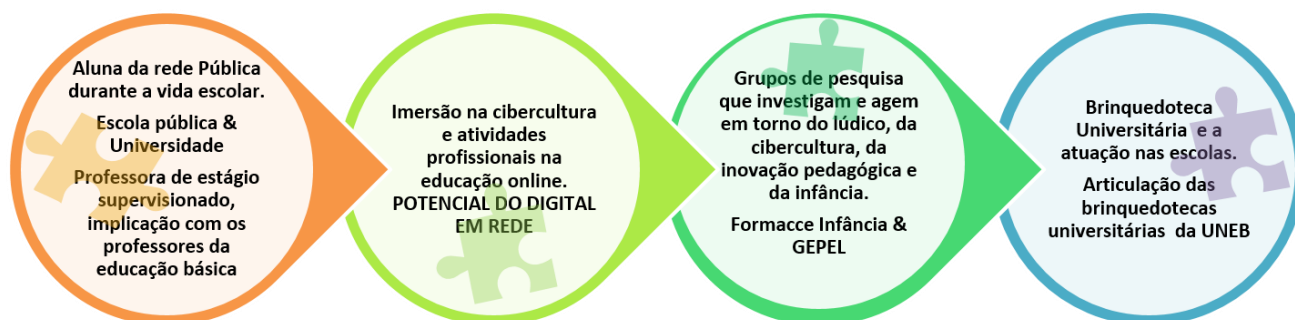 Aluna da rede Pública
durante a vida escolar.
Escola pública &
Universidade
Professora de estágio
supervisionado,
implicação com os
professores da
educação básica
Imersão na cibercultura
e atividades
profissionais na
educação online.
POTENCIAL DO DIGITAL
EM REDE
Grupos de pesquisa
que investigam e agem
em torno do lúdico, da
cibercultura, da
inovação pedagógica e
da infância.
Formacce Infância &
GEPEL
Brinquedoteca
Universitária e a
atuação nas escolas.
Articulação das
brinquedotecas
universitárias da UNEB